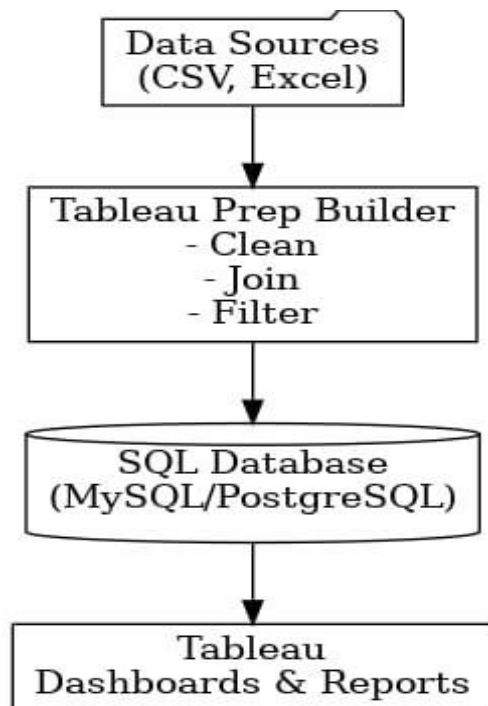 Data Sources
(CSV, Excel)
Tableau Prep Builder
- Clean
- Join
- Filter
SQL Database
(MySQL/PostgreSQL)
Tableau
Dashboards & Reports